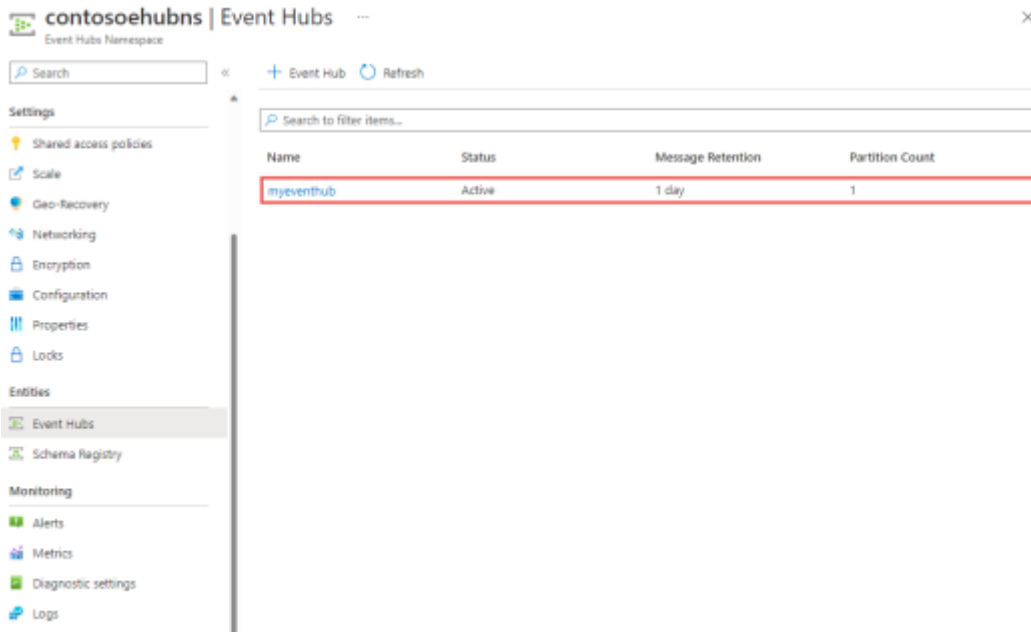 contosoehubns | Event Hubs ...
Event Hubs Namespace
Search
«
+ Event Hub Refresh
Settings
Shared access policies
Scale
Geo-Recovery
Networking
Encryption
Configuration
Properties
Locks
Entities
Event Hubs
Schema Registry
Monitoring
Alerts
Metrics
Diagnostic settings
Logs
Search to filter items...
Name Status Message Retention Partition Count
myeventhub Active 1 day 1